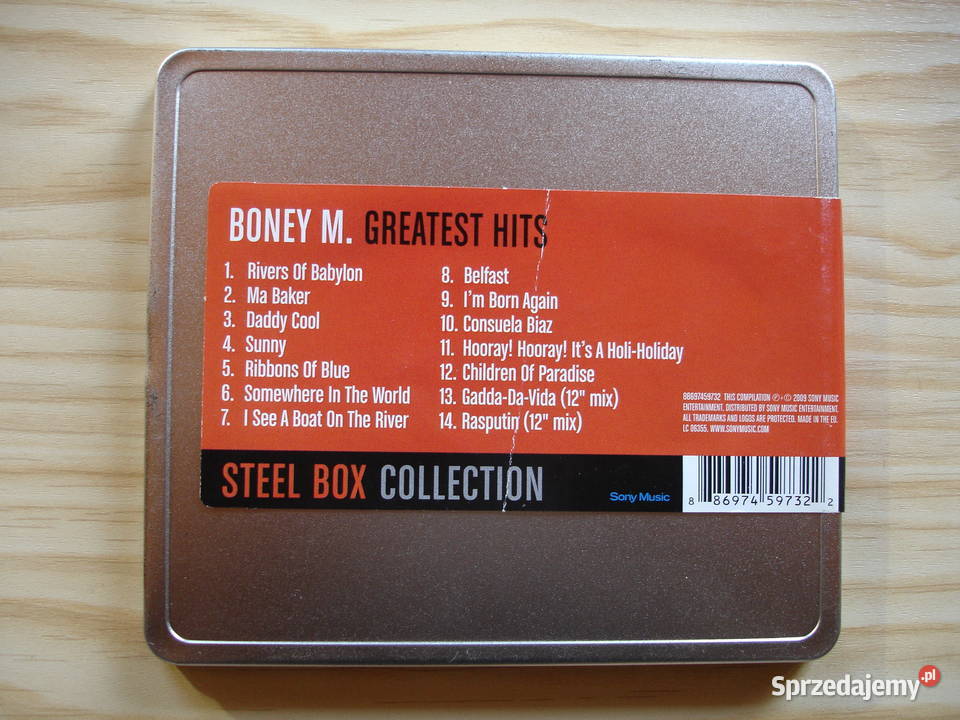 BONEY M. GREATEST HITS
1. Rivers Of Babylon
2. Ma Baker
3. Daddy Cool
4. Sunny
5. Ribbons Of Blue
6. Somewhere In The World
7. I See A Boat On The River
8. Belfast
9. I'm Born Again
10. Consuela Biaz
11. Hooray! Hooray! It's A Holi-Holiday
12. Children Of Paradise
13. Gadda-Da-Vida (12" mix)
14. Rasputin (12" mix)
88697459732 THIS COMPILATION ℗ + © 2009 SONY MUSIC
ENTERTAINMENT. DISTRIBUTED BY SONY MUSIC ENTERTAINMENT.
ALL TRADEMARKS AND LOGOS ARE PROTECTED. MADE IN THE EU.
LC 06355. WWW.SONYMUSIC.COM
STEEL BOX COLLECTION
Sony Music
8 86974 59732 2
Sprzedajemy.pl